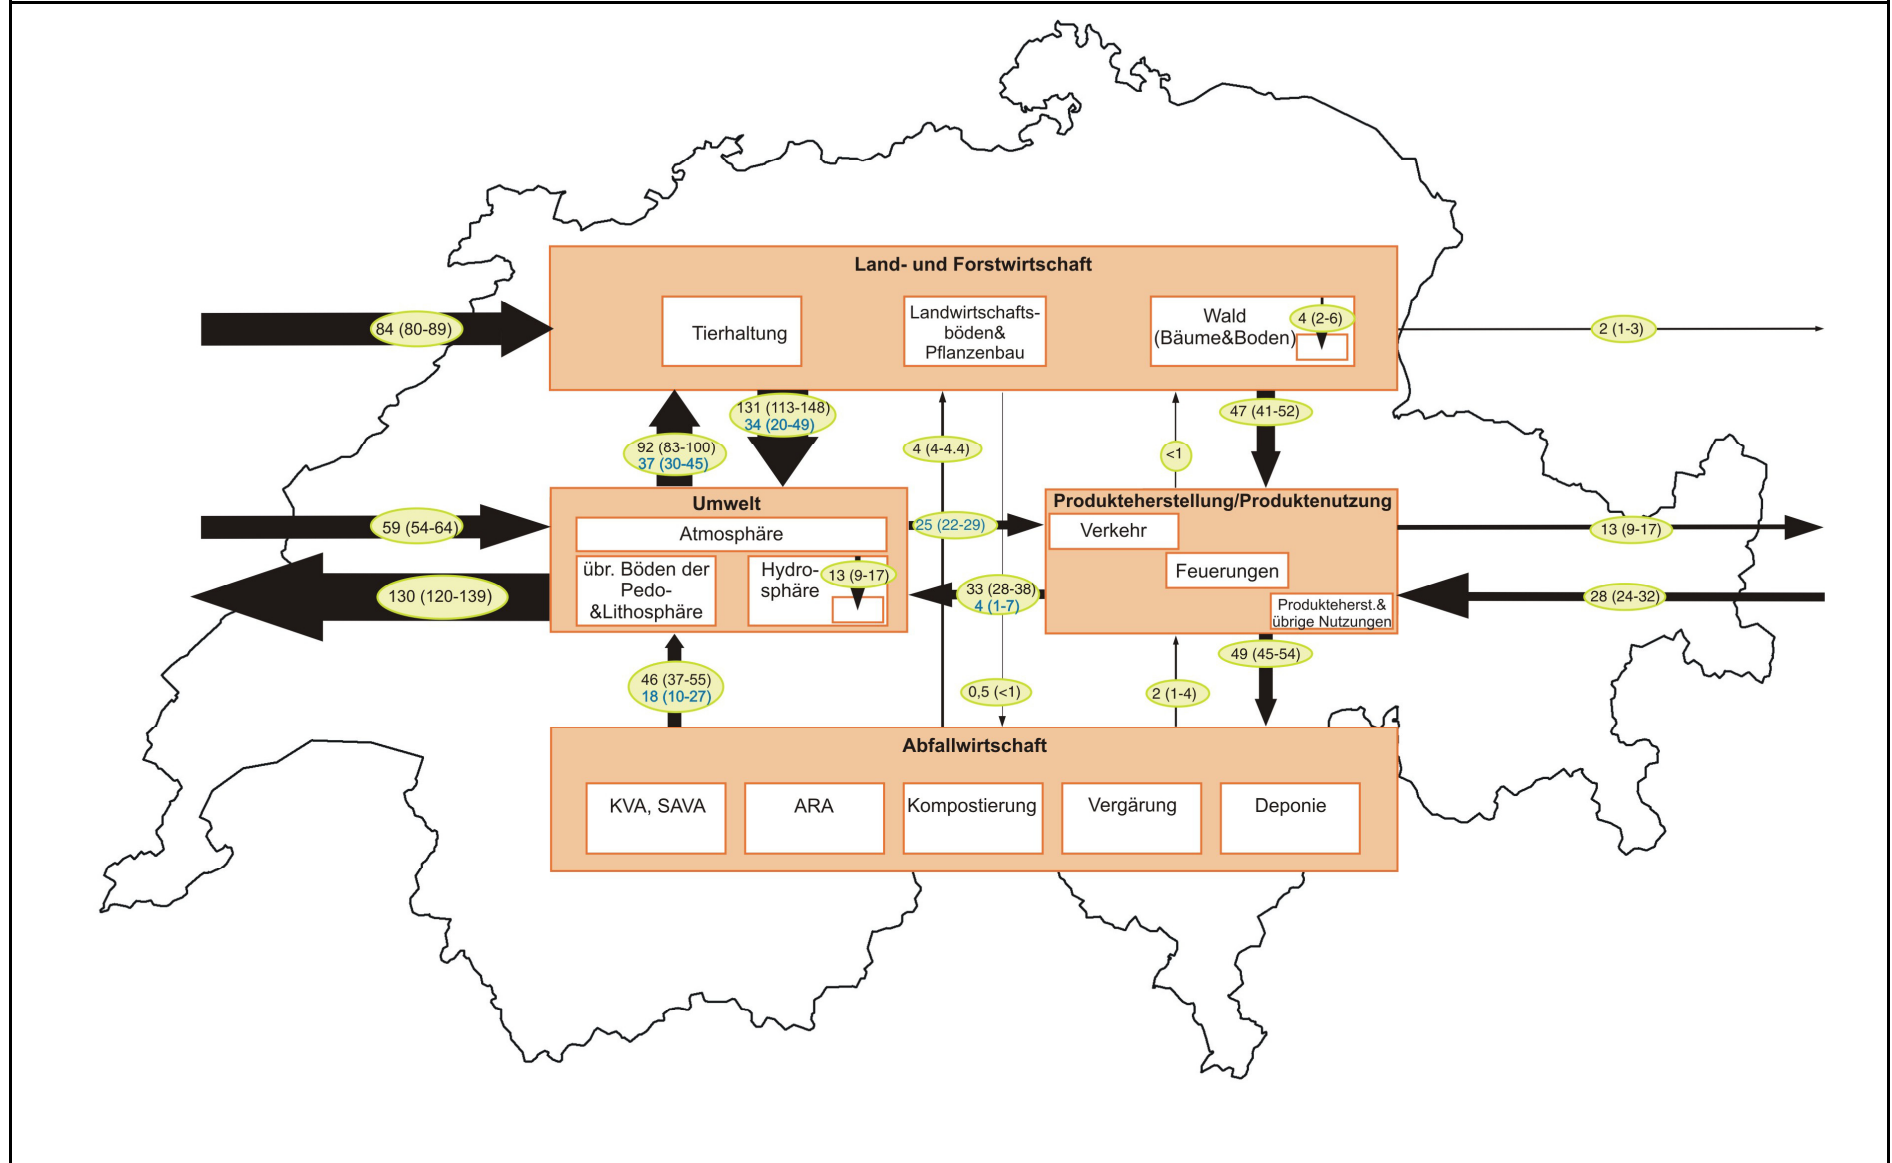 Land- und Forstwirtschaft
84 (80-89)
Tierhaltung
Landwirtschafts-
böden&
Pflanzenbau
Wald
(Bäume&Boden)
4 (2-6)
2 (1-3)
131 (113-148)
34 (20-49)
92 (83-100)
37 (30-45)
4 (4-4.4)
<1
47 (41-52)
Umwelt
Atmosphäre
übr. Böden der
Pedo-
&Lithosphäre
Hydro-
sphäre
13 (9-17)
59 (54-64)
130 (120-139)
25 (22-29)
33 (28-38)
4 (1-7)
Produkteherstellung/Produktenutzung
Verkehr
Feuerungen
Produkteherst.&
übrige Nutzungen
13 (9-17)
28 (24-32)
46 (37-55)
18 (10-27)
0,5 (<1)
2 (1-4)
49 (45-54)
Abfallwirtschaft
KVA, SAVA
ARA
Kompostierung
Vergärung
Deponie